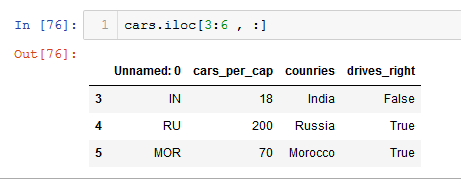 In [76]: 1 cars.iloc[3:6 , :]
Out[76]:
Unnamed: 0 cars_per_cap counries drives_right
3 IN 18 India False
4 RU 200 Russia True
5 MOR 70 Morocco True